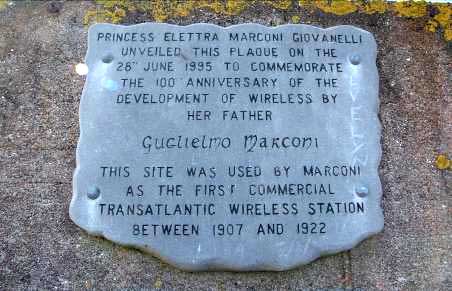 PRINCESS ELETTRA MARCONI GIOVANELLI
UNVEILED THIS PLAQUE ON THE
28TH JUNE 1995 TO COMMEMORATE
THE 100TH ANNIVERSARY OF THE
DEVELOPMENT OF WIRELESS BY
HER FATHER
Guglielmo Marconi
THIS SITE WAS USED BY MARCONI
AS THE FIRST COMMERCIAL
TRANSATLANTIC WIRELESS STATION
BETWEEN 1907 AND 1922